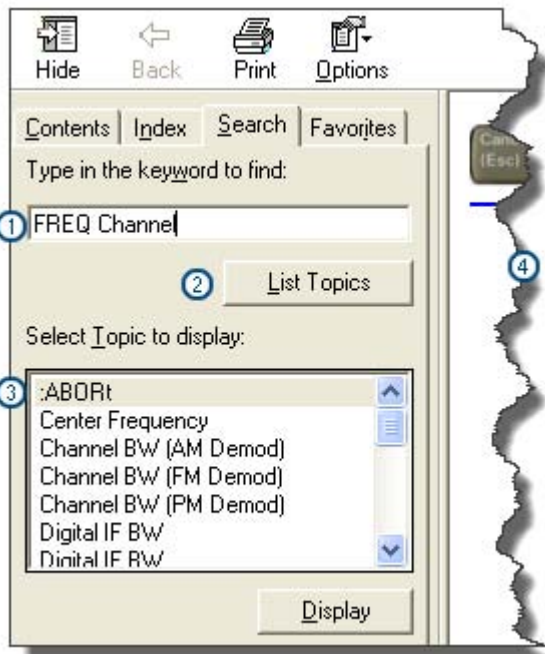 Hide Back Print Options
Contents Index Search Favorites
Type in the keyword to find:
1 FREQ Channel
2 List Topics
Select Topic to display:
3 :ABORt
Center Frequency
Channel BW (AM Demod)
Channel BW (FM Demod)
Channel BW (PM Demod)
Digital IF BW
Digital IF BW
Display
(Esc)
4